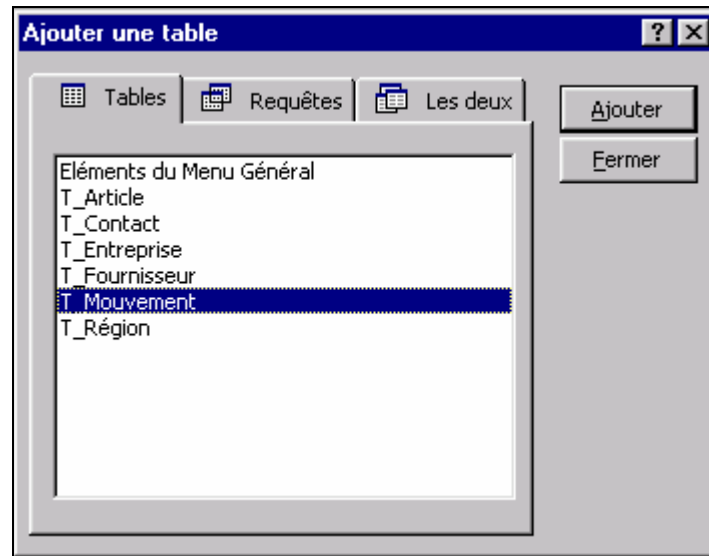 Ajouter une table
Tables Requêtes Les deux
Ajouter
Fermer
Eléments du Menu Général
T_Article
T_Contact
T_Entreprise
T_Fournisseur
T_Mouvement
T_Région